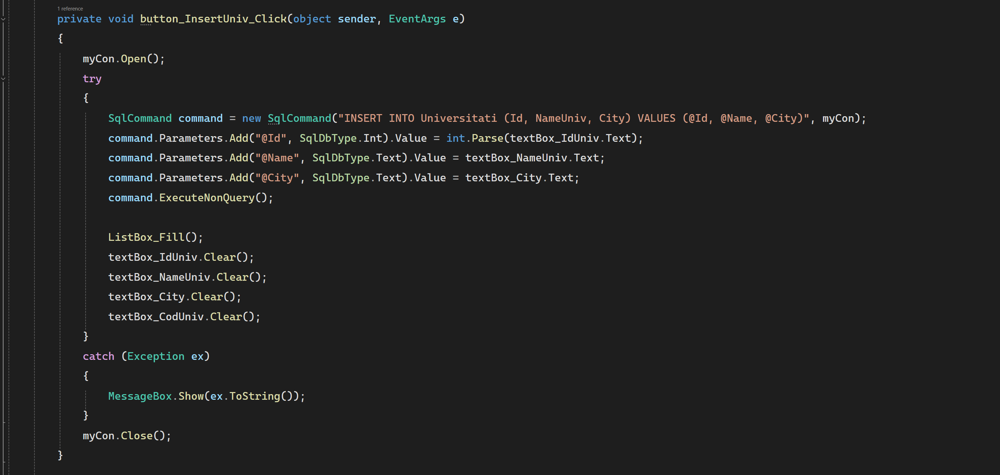 1 reference
private void button_InsertUniv_Click(object sender, EventArgs e)
{
myCon.Open();
try
{
SqlCommand command = new SqlCommand("INSERT INTO Universitati (Id, NameUniv, City) VALUES (@Id, @Name, @City)", myCon);
command.Parameters.Add("@Id", SqlDbType.Int).Value = int.Parse(textBox_IdUniv.Text);
command.Parameters.Add("@Name", SqlDbType.Text).Value = textBox_NameUniv.Text;
command.Parameters.Add("@City", SqlDbType.Text).Value = textBox_City.Text;
command.ExecuteNonQuery();
ListBox_Fill();
textBox_IdUniv.Clear();
textBox_NameUniv.Clear();
textBox_City.Clear();
textBox_CodUniv.Clear();
}
catch (Exception ex)
{
MessageBox.Show(ex.ToString());
}
myCon.Close();
}